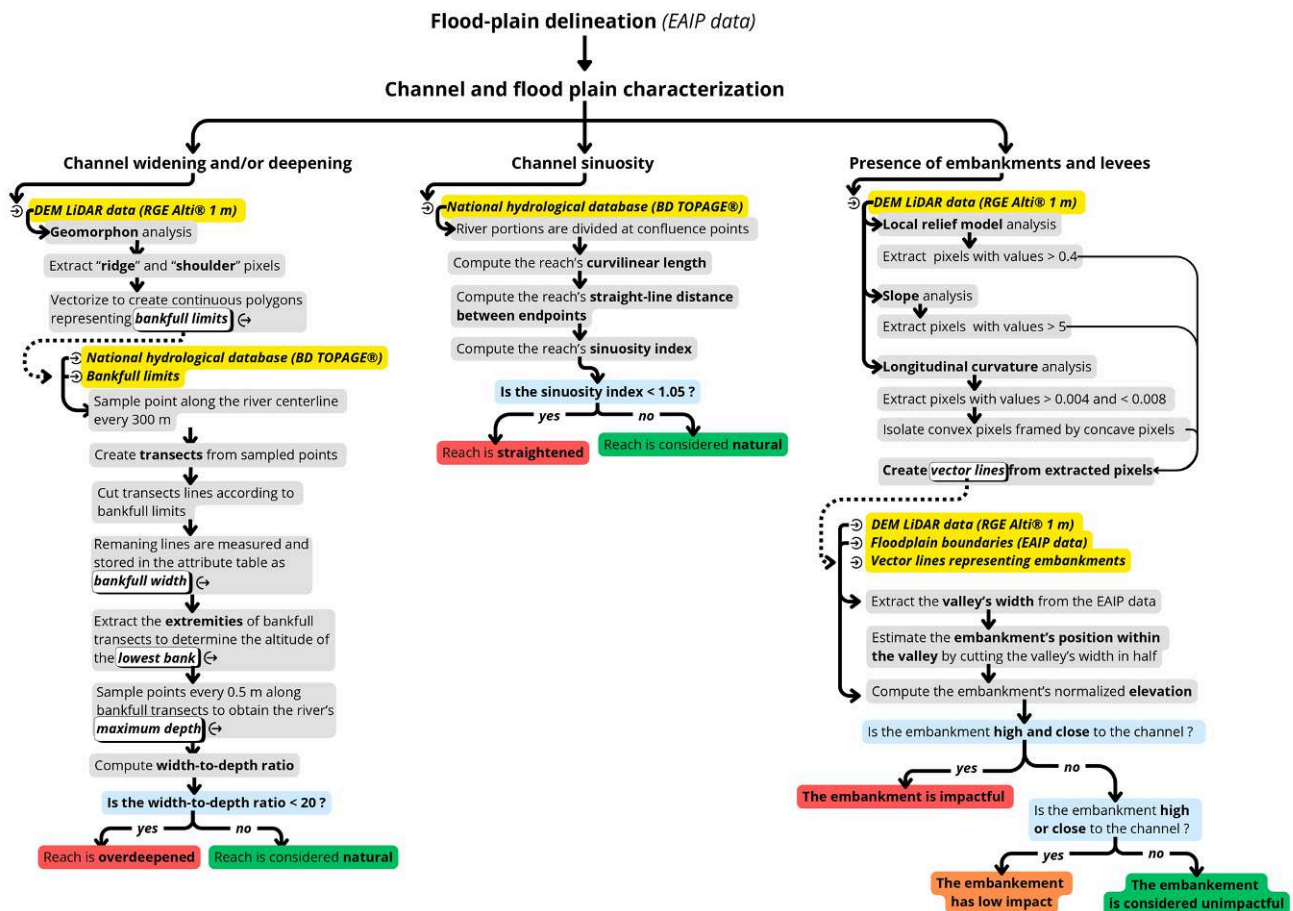 Flood-plain delineation (EAIP data)
Channel and flood plain characterization
Channel widening and/or deepening
DEM LiDAR data (RGE Alti® 1 m)
Geomorphon analysis
Extract “ridge” and “shoulder” pixels
Vectorize to create continuous polygons
representing bankfull limits
National hydrological database (BD TOPAGE®)
Bankfull limits
Sample point along the river centerline
every 300 m
Create transects from sampled points
Cut transects lines according to
bankfull limits
Remaning lines are measured and
stored in the attribute table as
bankfull width
Extract the extremities of bankfull
transects to determine the altitude of
the lowest bank
Sample points every 0.5 m along
bankfull transects to obtain the river’s
maximum depth
Compute width-to-depth ratio
Is the width-to-depth ratio < 20 ?
yes
no
Reach is overdeepened
Reach is considered natural
Channel sinuosity
National hydrological database (BD TOPAGE®)
River portions are divided at confluence points
Compute the reach’s curvilinear length
Compute the reach’s straight-line distance
between endpoints
Compute the reach’s sinuosity index
Is the sinuosity index < 1.05 ?
yes
no
Reach is straightened
Reach is considered natural
Presence of embankments and levees
DEM LiDAR data (RGE Alti® 1 m)
Local relief model analysis
Extract pixels with values > 0.4
Slope analysis
Extract pixels with values > 5
Longitudinal curvature analysis
Extract pixels with values > 0.004 and < 0.008
Isolate convex pixels framed by concave pixels
Create vector lines from extracted pixels
DEM LiDAR data (RGE Alti® 1 m)
Floodplain boundaries (EAIP data)
Vector lines representing embankments
Extract the valley’s width from the EAIP data
Estimate the embankment’s position within
the valley by cutting the valley’s width in half
Compute the embankment’s normalized elevation
Is the embankment high and close to the channel ?
yes
no
The embankment is impactful
Is the embankment high
or close to the channel ?
yes
no
The embankement
has low impact
The embankement
is considered unimpactful